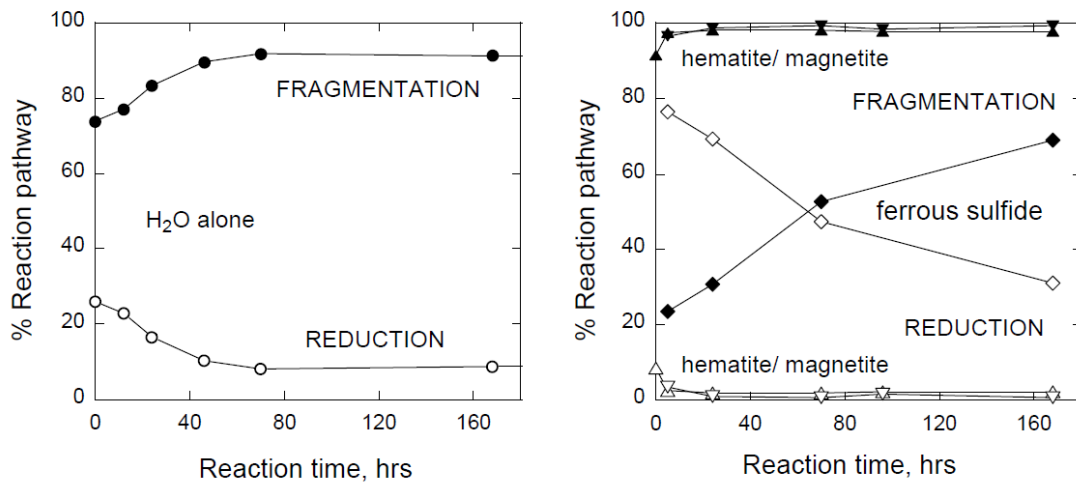 100
80
60
40
20
0
% Reaction pathway
FRAGMENTATION
H₂O alone
REDUCTION
0 40 80 120 160
Reaction time, hrs
100
80
60
40
20
0
% Reaction pathway
hematite/ magnetite
FRAGMENTATION
ferrous sulfide
REDUCTION
hematite/ magnetite
0 40 80 120 160
Reaction time, hrs